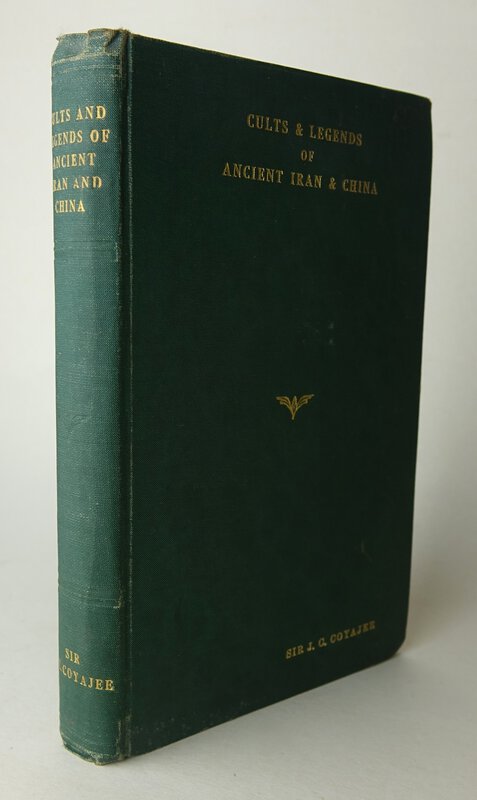 CULTS AND
LEGENDS OF
ANCIENT
IRAN AND
CHINA
SIR
COYAJEE
CULTS & LEGENDS
OF
ANCIENT IRAN & CHINA
SIR J. C. COYAJEE